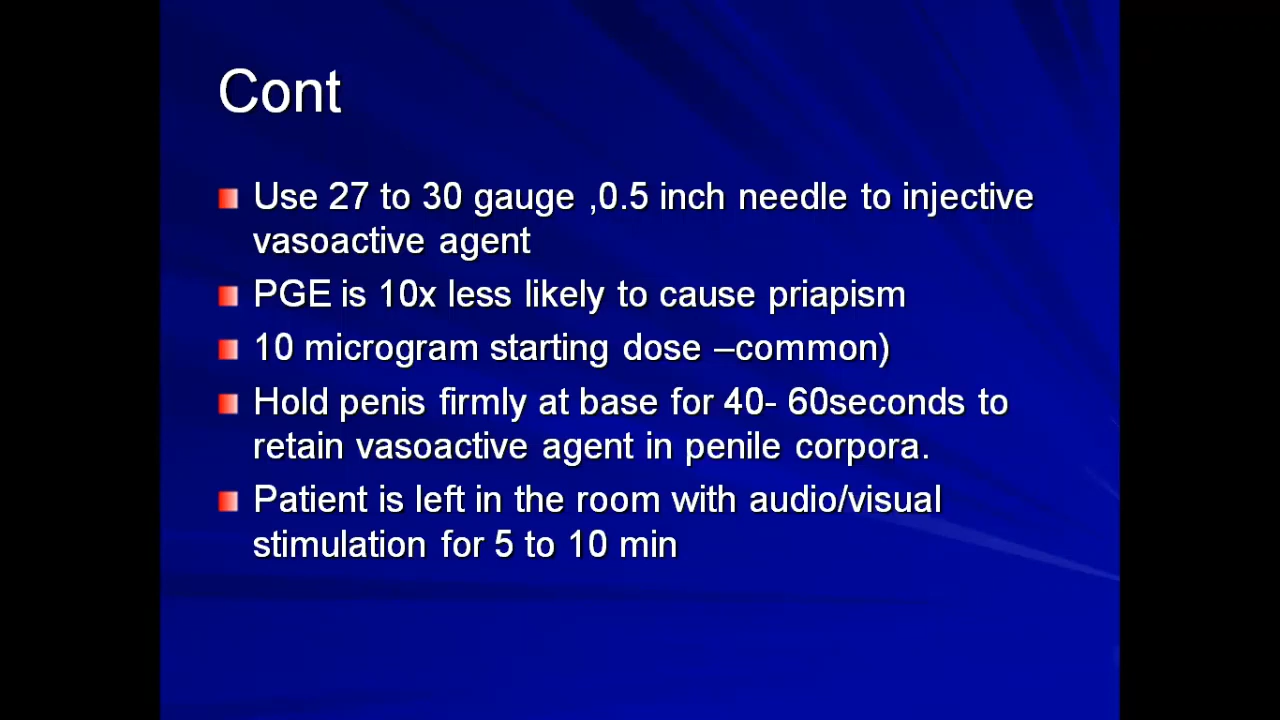 Cont
Use 27 to 30 gauge ,0.5 inch needle to injective
vasoactive agent
PGE is 10x less likely to cause priapism
10 microgram starting dose –common)
Hold penis firmly at base for 40- 60seconds to
retain vasoactive agent in penile corpora.
Patient is left in the room with audio/visual
stimulation for 5 to 10 min